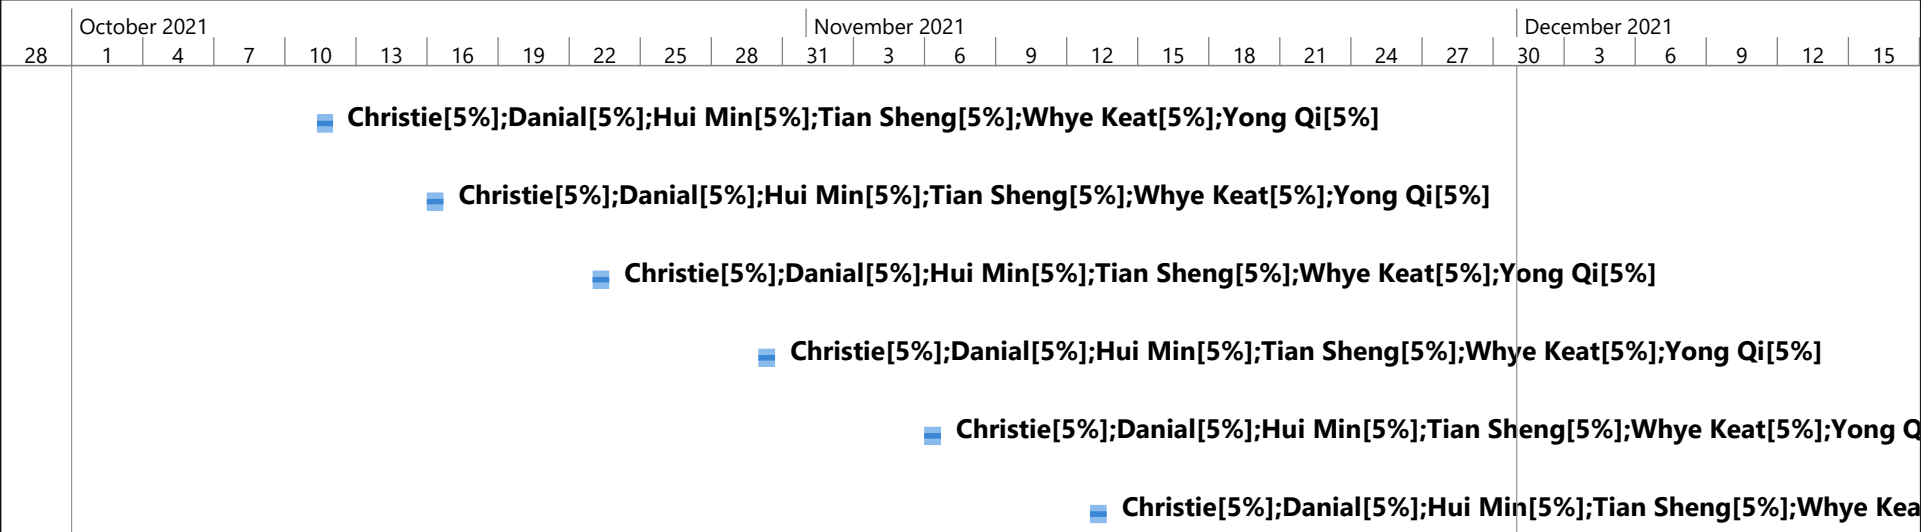 October 2021 November 2021 December 2021
28 1 4 7 10 13 16 19 22 25 28 31 3 6 9 12 15 18 21 24 27 30 3 6 9 12 15
Christie[5%];Danial[5%];Hui Min[5%];Tian Sheng[5%];Whye Keat[5%];Yong Qi[5%]
Christie[5%];Danial[5%];Hui Min[5%];Tian Sheng[5%];Whye Keat[5%];Yong Qi[5%]
Christie[5%];Danial[5%];Hui Min[5%];Tian Sheng[5%];Whye Keat[5%];Yong Qi[5%]
Christie[5%];Danial[5%];Hui Min[5%];Tian Sheng[5%];Whye Keat[5%];Yong Qi[5%]
Christie[5%];Danial[5%];Hui Min[5%];Tian Sheng[5%];Whye Keat[5%];Yong Q
Christie[5%];Danial[5%];Hui Min[5%];Tian Sheng[5%];Whye Kea